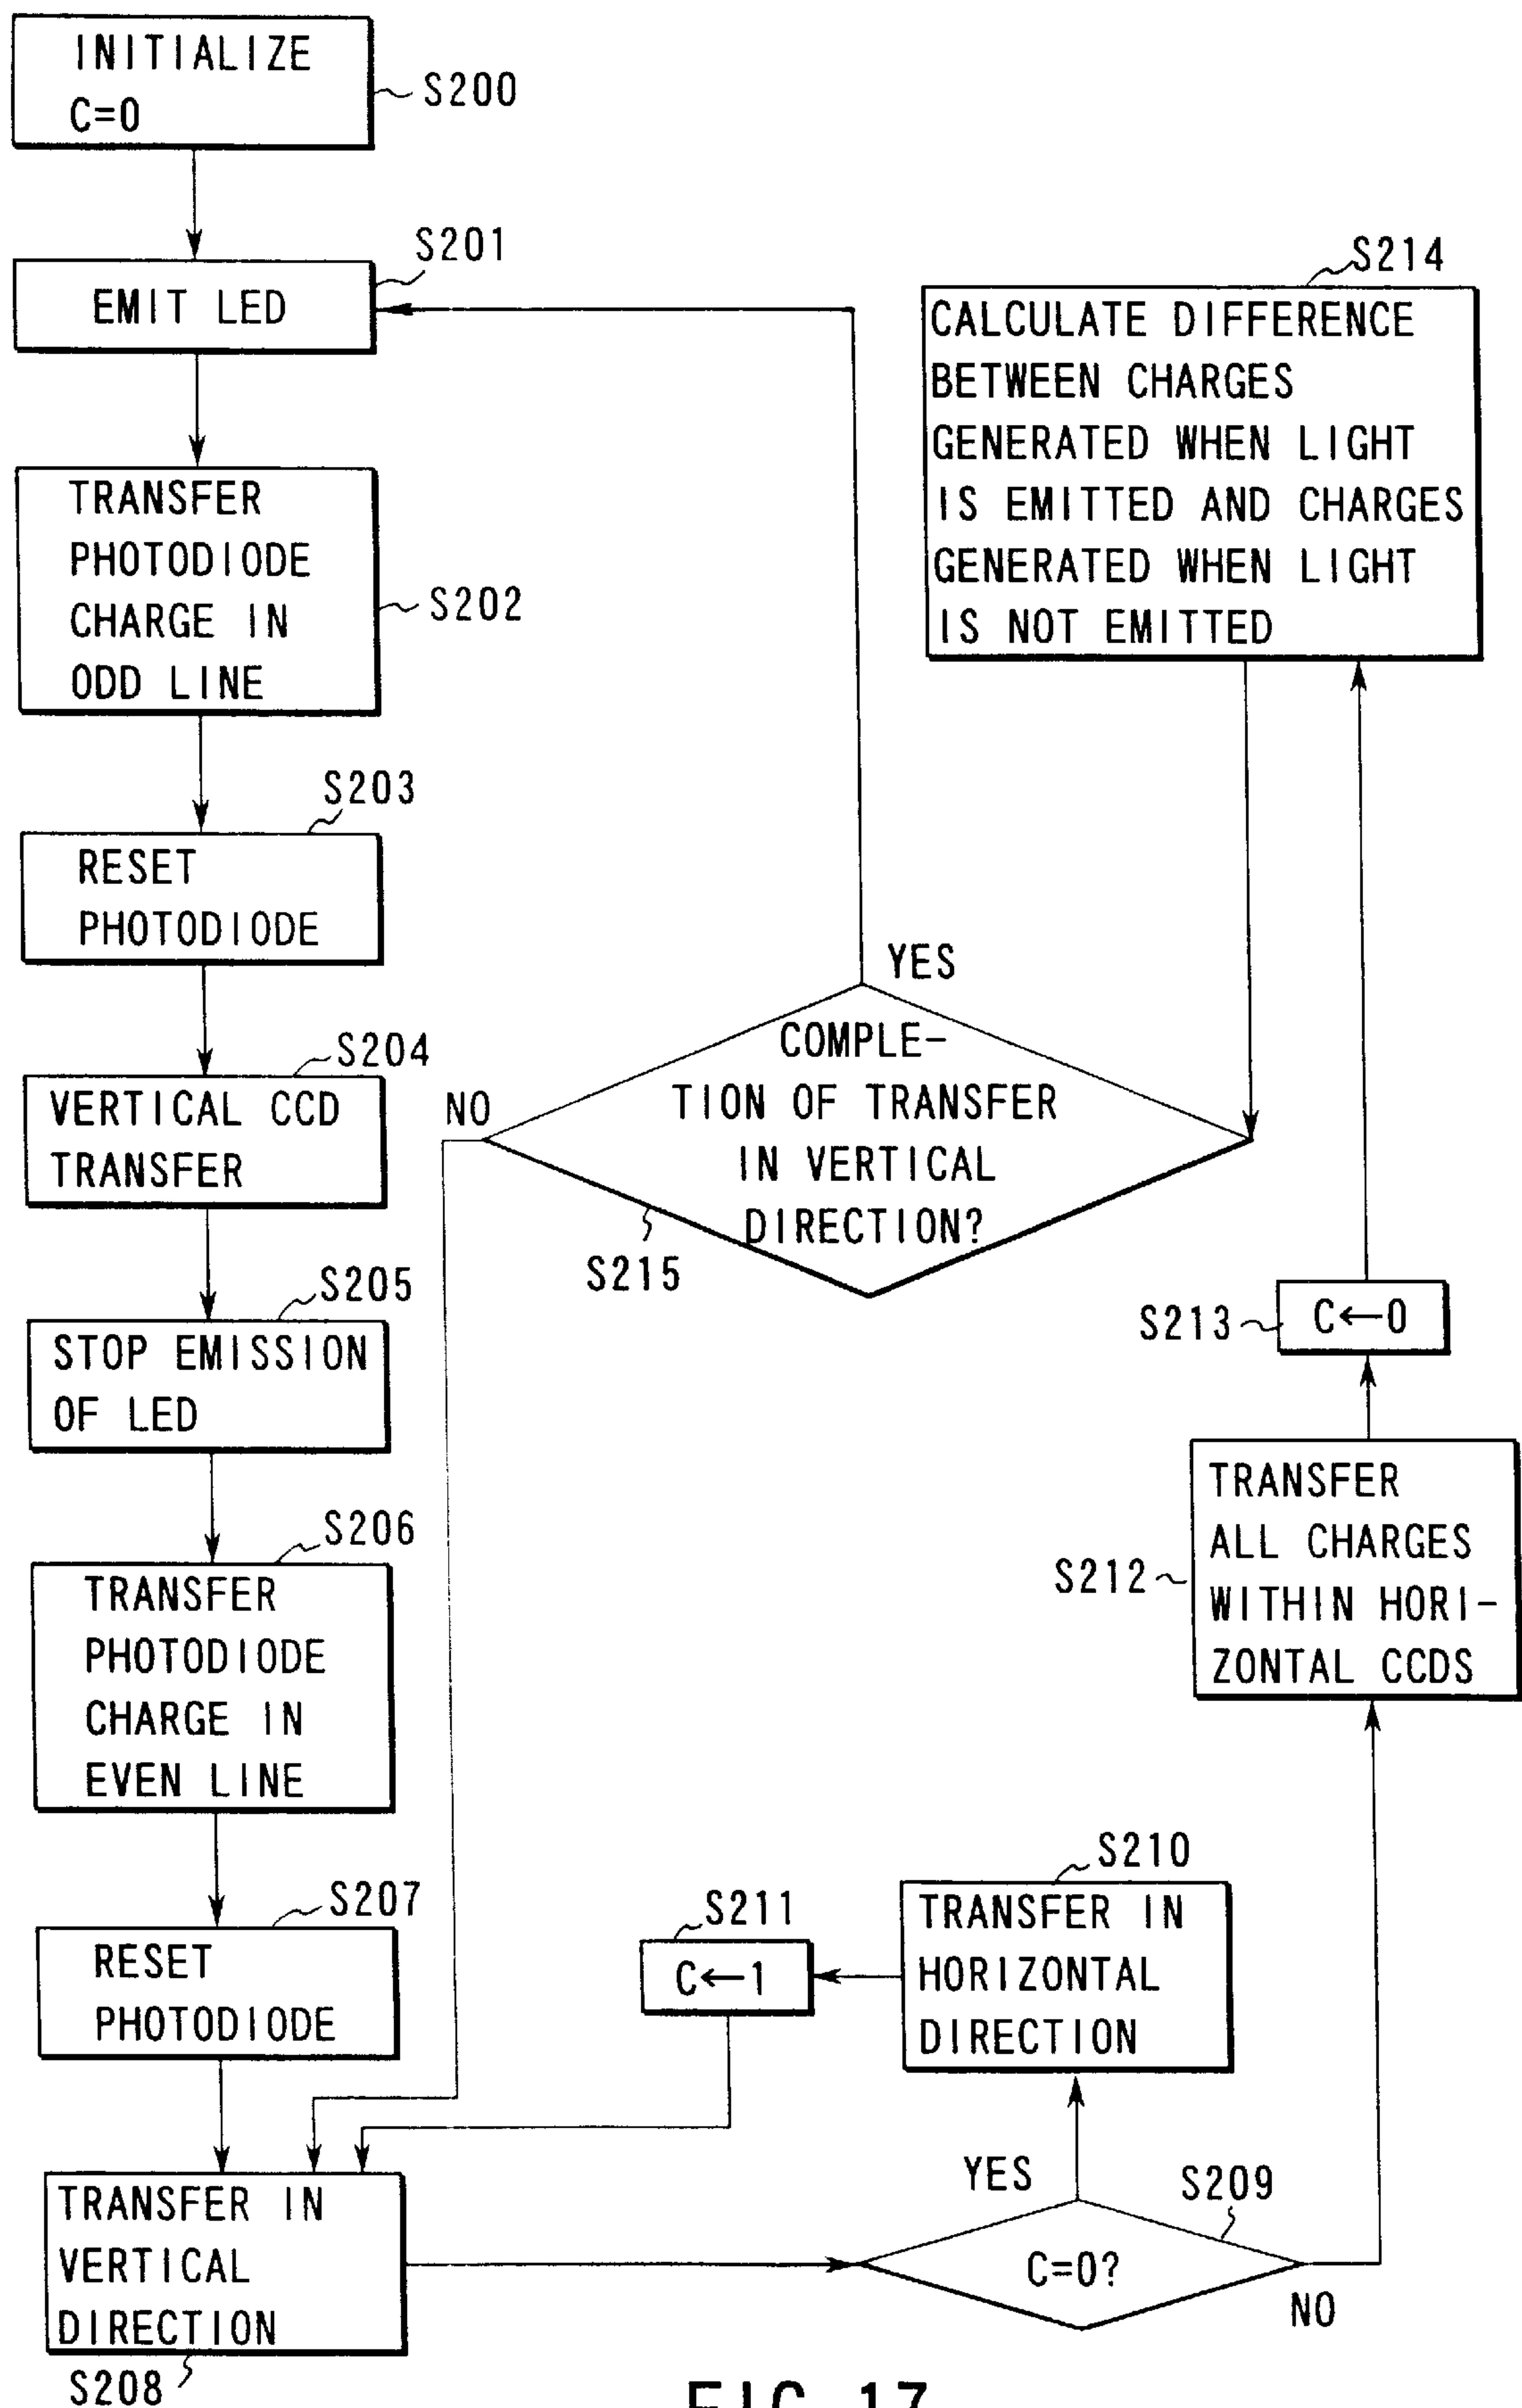 INITIALIZE
C=0
S200
S201
EMIT LED
TRANSFER
PHOTODIODE
CHARGE IN
ODD LINE
S202
S203
RESET
PHOTODIODE
S204
VERTICAL CCD
TRANSFER
S205
STOP EMISSION
OF LED
S206
TRANSFER
PHOTODIODE
CHARGE IN
EVEN LINE
S207
RESET
PHOTODIODE
TRANSFER IN
VERTICAL
DIRECTION
S208
S209
C=0?
YES
NO
S210
TRANSFER IN
HORIZONTAL
DIRECTION
S211
C←1
TRANSFER
ALL CHARGES
WITHIN HORI-
ZONTAL CCDS
S212
S213
C←0
S214
CALCULATE DIFFERENCE
BETWEEN CHARGES
GENERATED WHEN LIGHT
IS EMITTED AND CHARGES
GENERATED WHEN LIGHT
IS NOT EMITTED
YES
NO
COMPLE-
TION OF TRANSFER
IN VERTICAL
DIRECTION?
S215
FIG.17